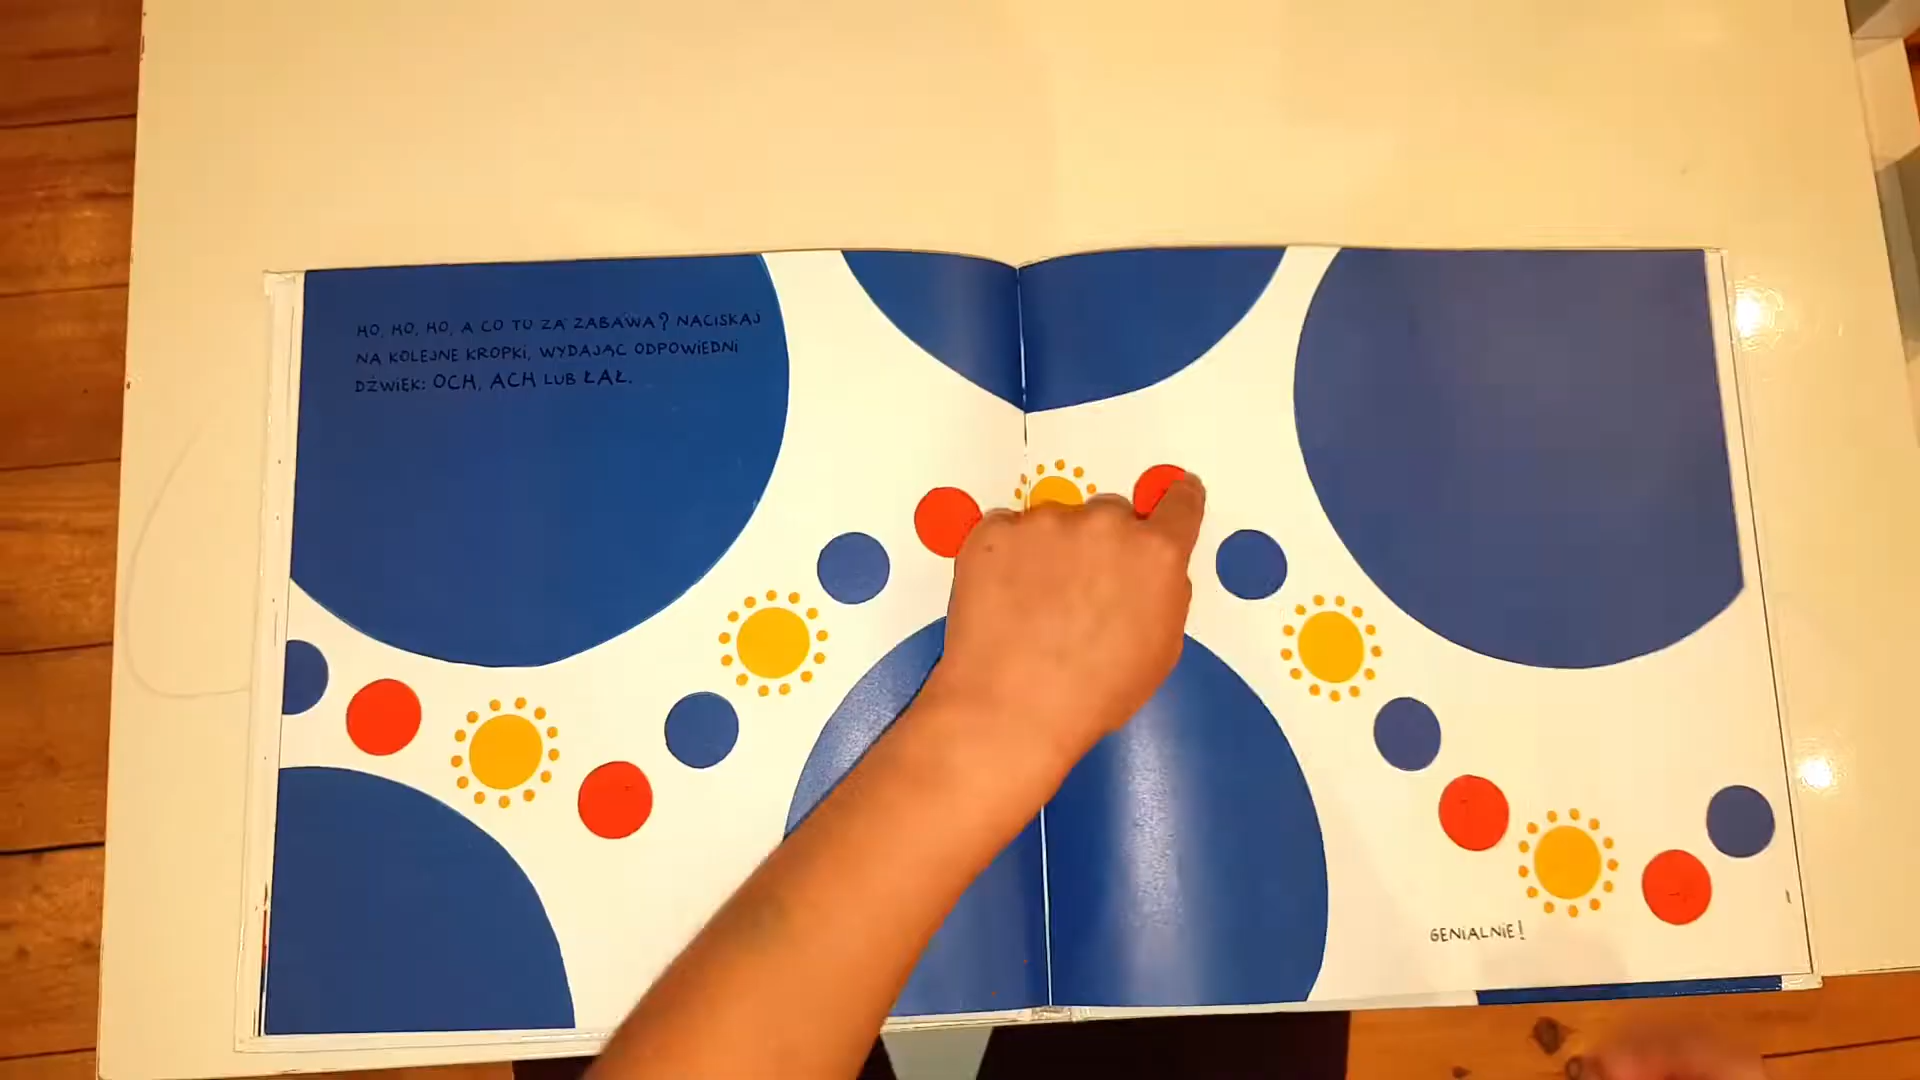 HO, HO, HO, A CO TU ZA ZABAWA? NACISKAJ
NA KOLEJNE KROPKI, WYDAJĄC ODPOWIEDNI
DŹWIĘK: OCH, ACH LUB ŁAŁ.
GENIALNIE!